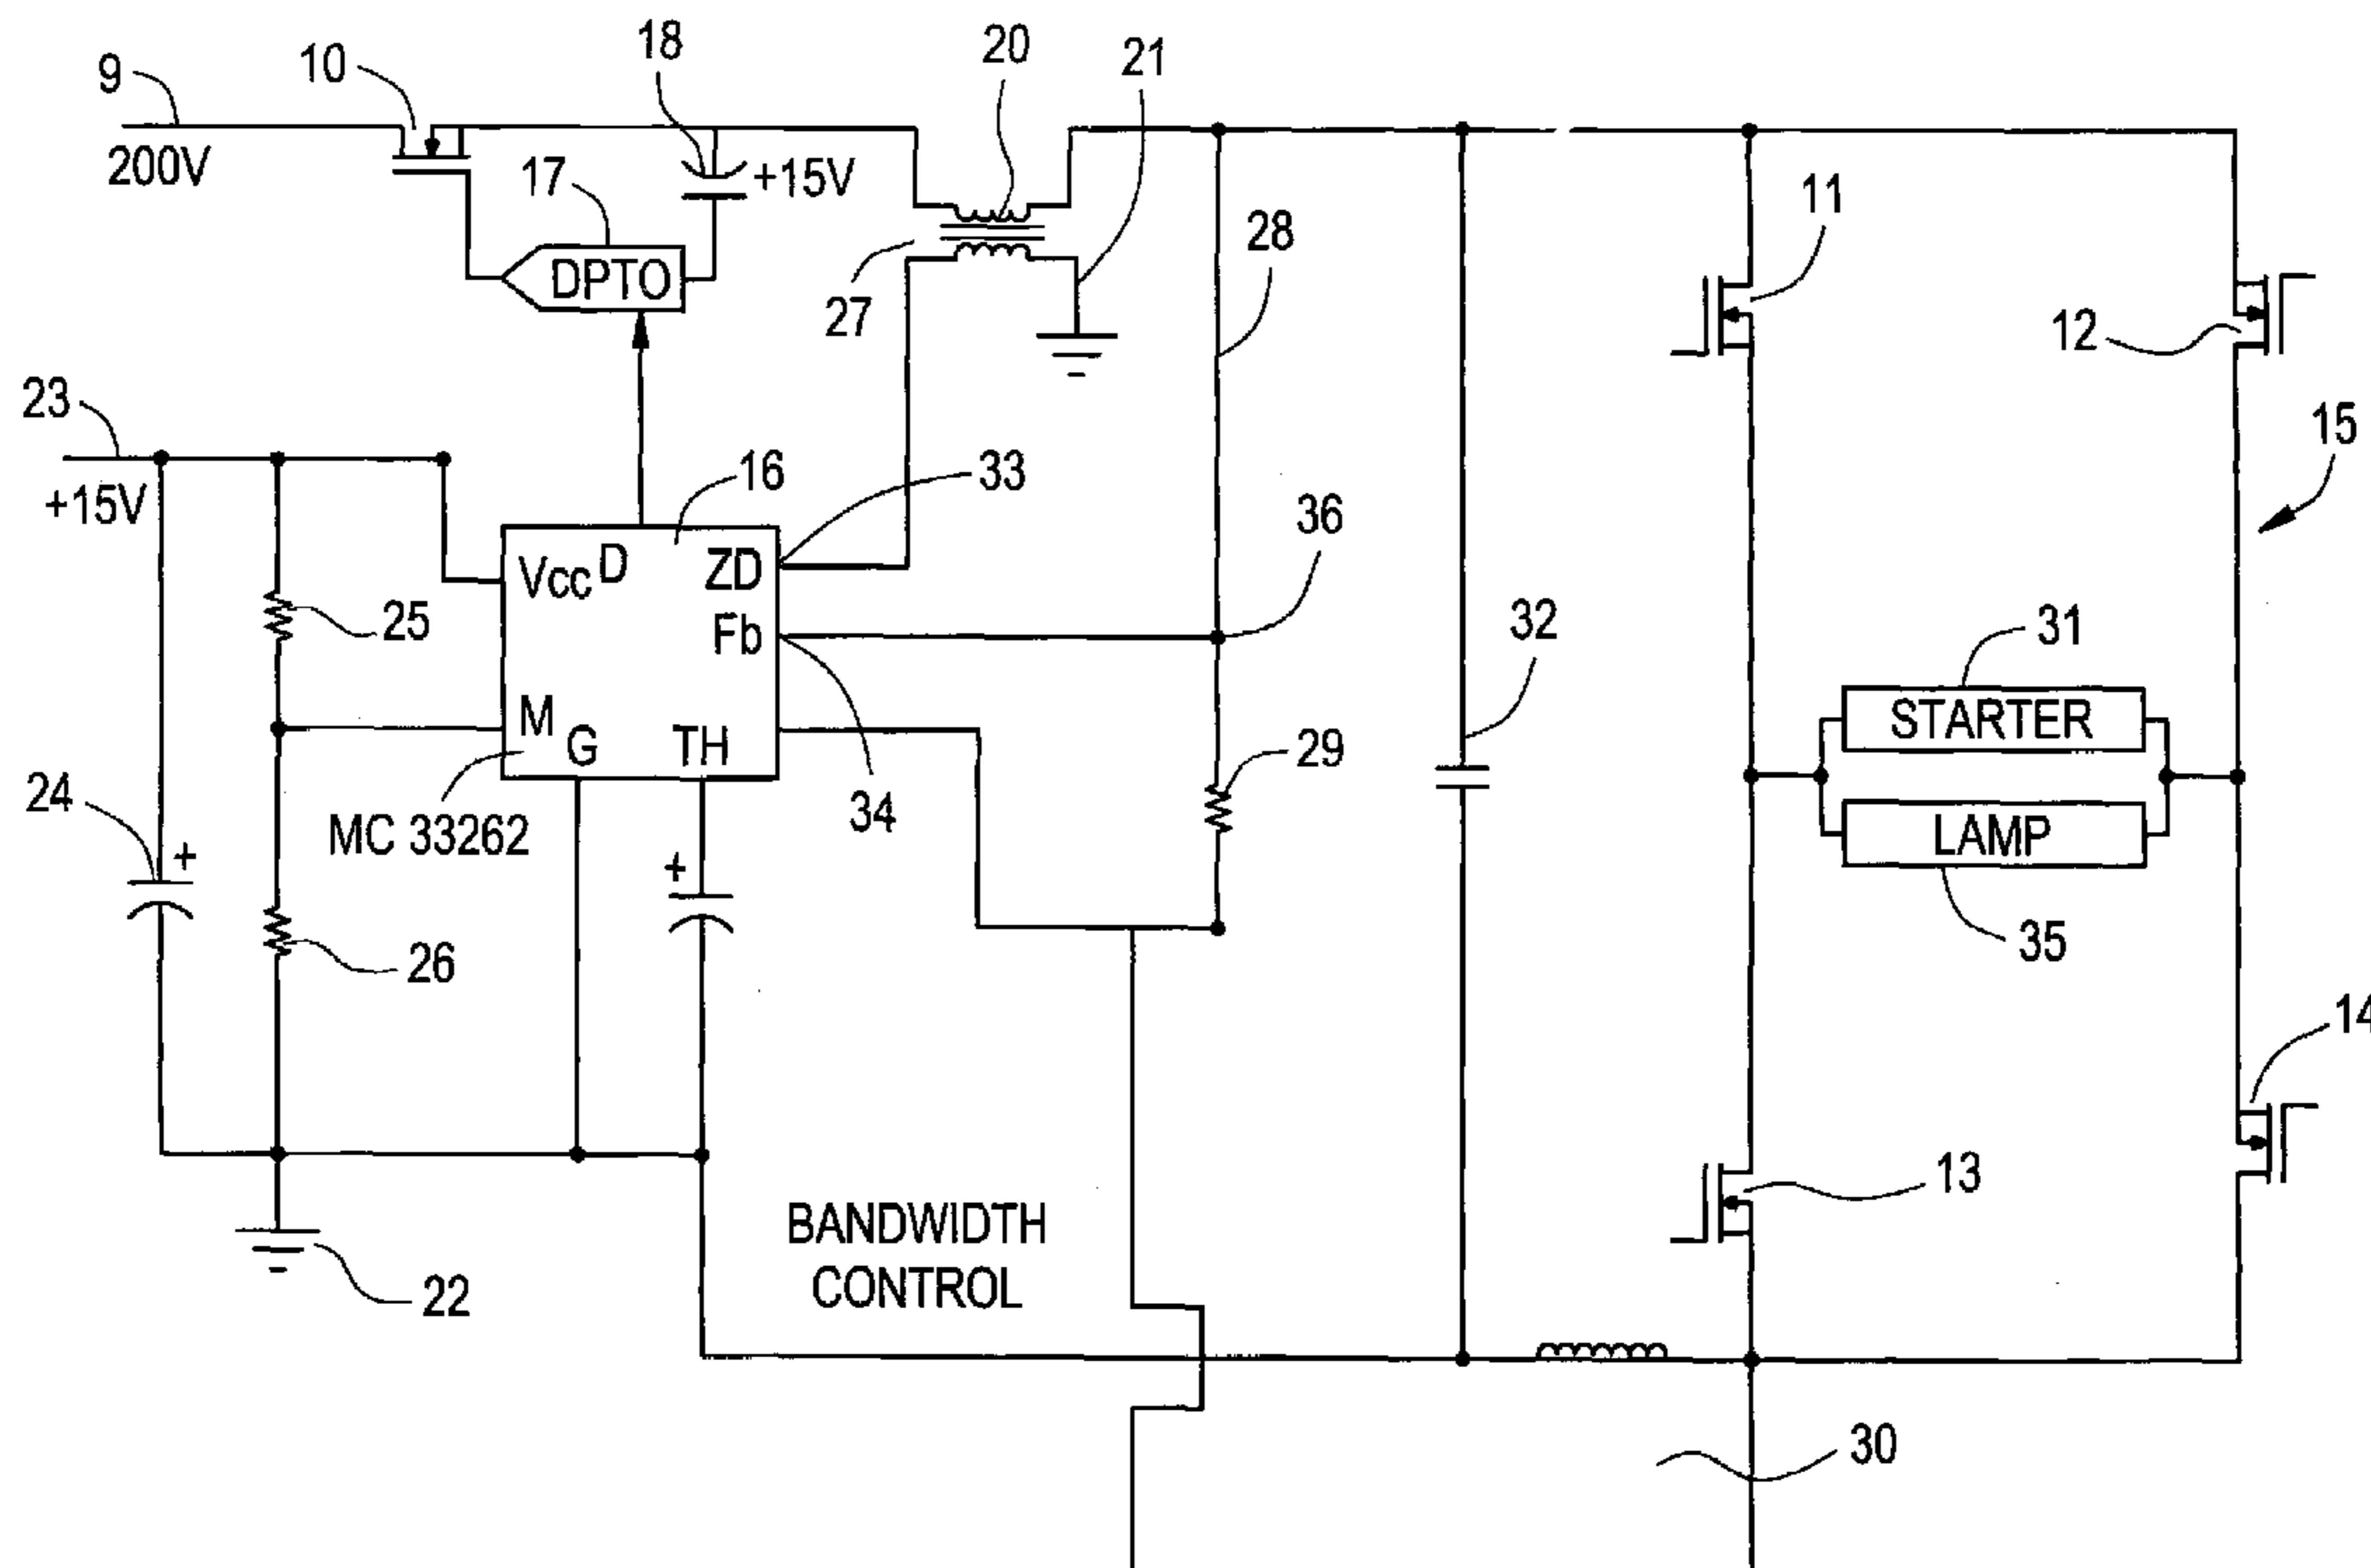 9
10
18
20
21
200V
17
+15V
11
28
DPTO
27
12
23
15
+15V
16
33
36
Vcc
D
ZD
25
Fb
32
31
STARTER
M
G
TH
29
24
34
MC 33262
LAMP
+
+
26
35
14
13
BANDWIDTH
CONTROL
22
30